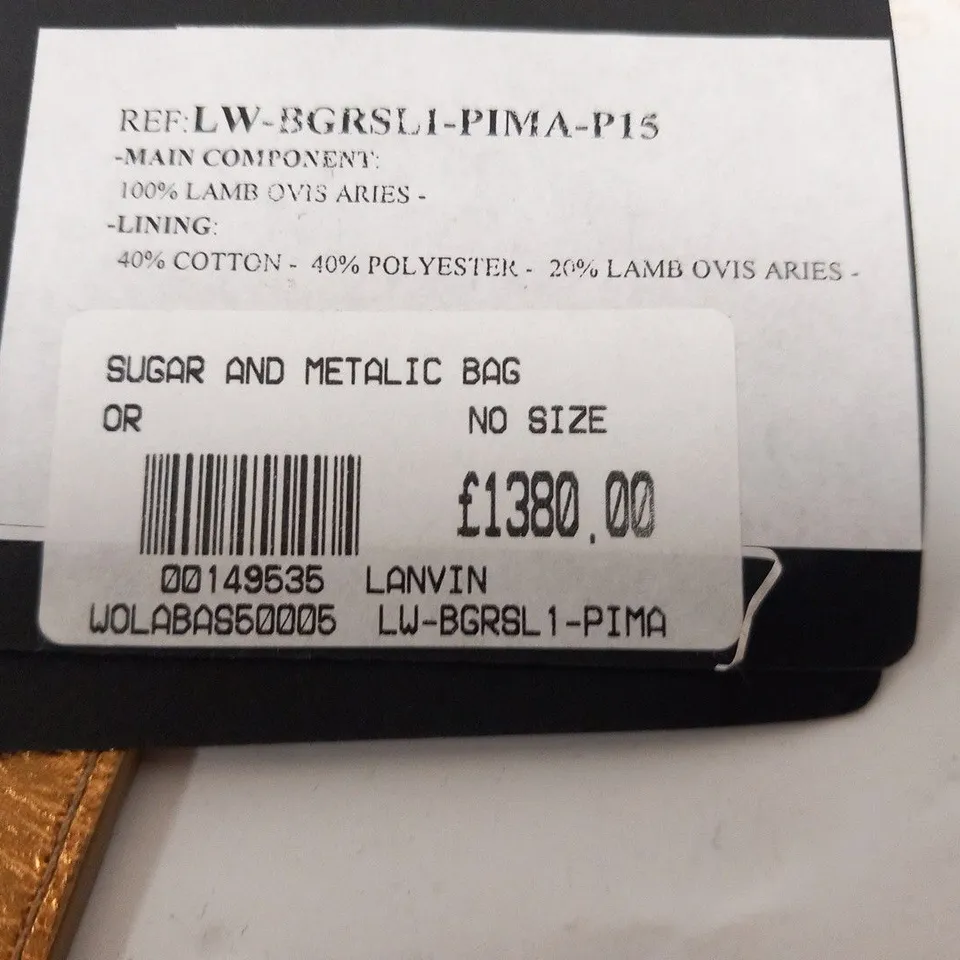 REF:LW-BGRSL1-PIMA-P15
-MAIN COMPONENT:
100% LAMB OVIS ARIES -
-LINING:
40% COTTON - 40% POLYESTER - 20% LAMB OVIS ARIES -
SUGAR AND METALIC BAG
OR NO SIZE
£1380.00
00149535 LANVIN
WOLABAS50005 LW-BGRSL1-PIMA